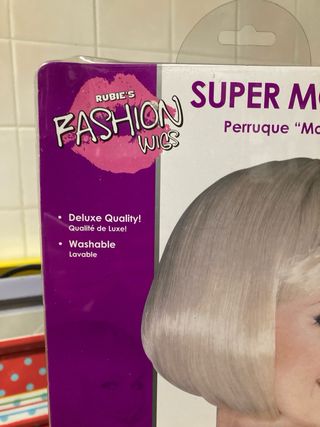 RUBIE'S
FASHION
WIGS
SUPER MO
Perruque "Mo
• Deluxe Quality!
Qualité de Luxe!
• Washable
Lavable